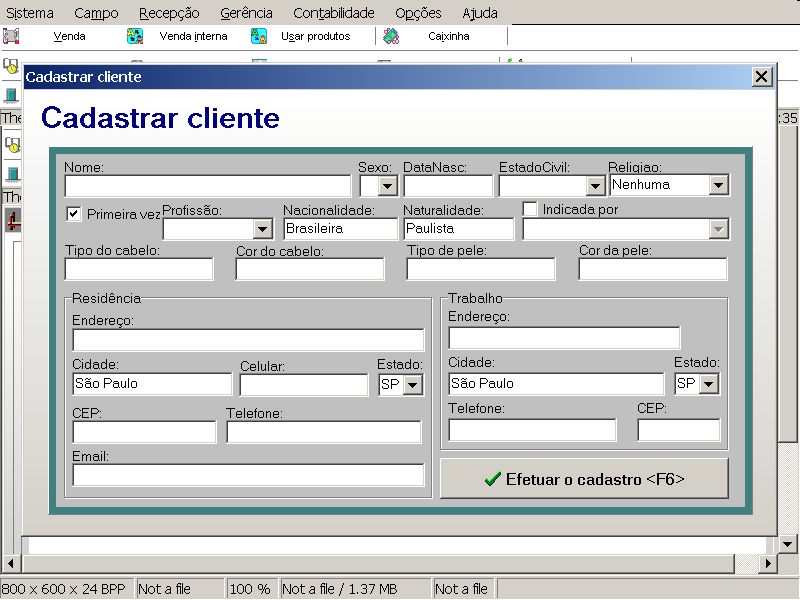 Sistema Campo Recepção Gerência Contabilidade Opções Ajuda
Venda Venda interna Usar produtos Caixinha
Cadastrar cliente
Cadastrar cliente
The :35
Nome: Sexo: DataNasc: EstadoCivil: Religiao:
Nenhuma
Primeira vez Profissão: Nacionalidade: Naturalidade: Indicada por
Brasileira Paulista
Tipo do cabelo: Cor do cabelo: Tipo de pele: Cor da pele:
The
Residência
Endereço:
Cidade: Celular: Estado:
São Paulo SP
CEP: Telefone:
Email:
Trabalho
Endereço:
Cidade: Estado:
São Paulo SP
Telefone: CEP:
Efetuar o cadastro <F6>
800 x 600 x 24 BPP Not a file 100 % Not a file / 1.37 MB Not a file